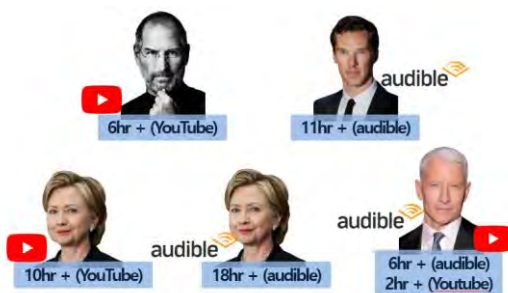 6hr + (YouTube)
audible
11hr + (audible)
10hr + (YouTube)
audible
18hr + (audible)
audible
6hr + (audible)
2hr + (Youtube)